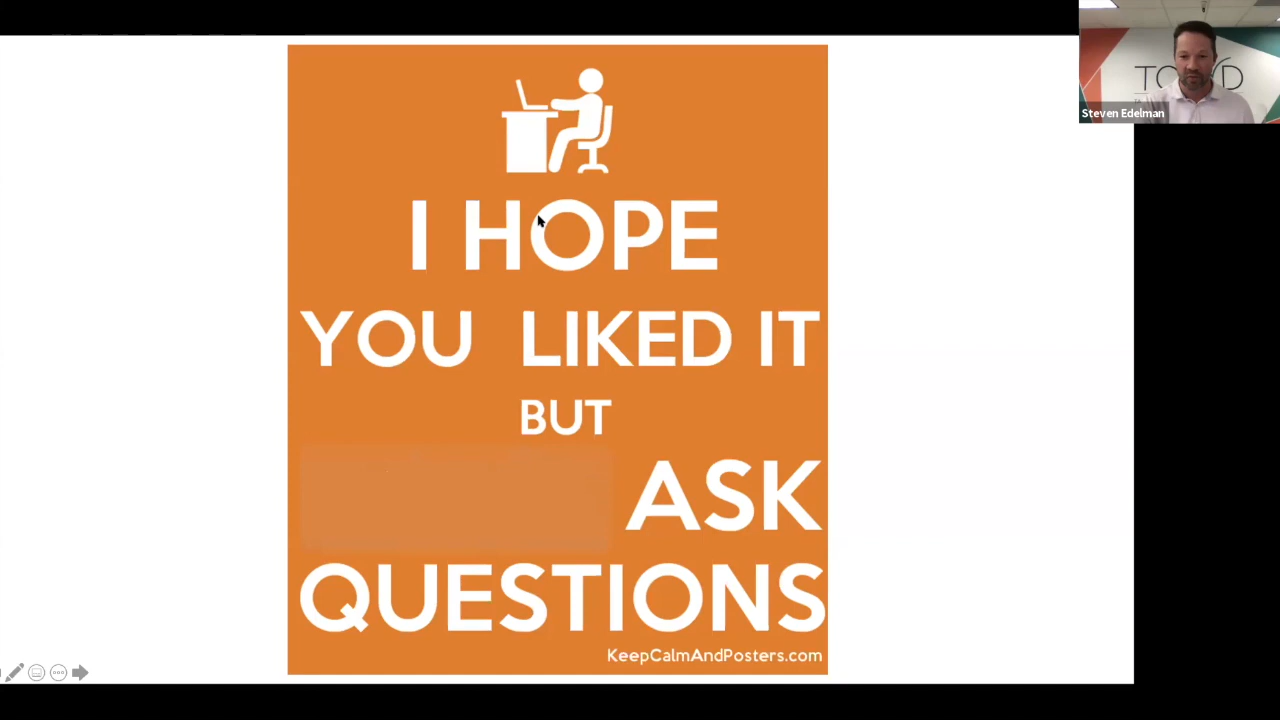 I HOPE
YOU LIKED IT
BUT
ASK
QUESTIONS
KeepCalmAndPosters.com
Steven Edelman